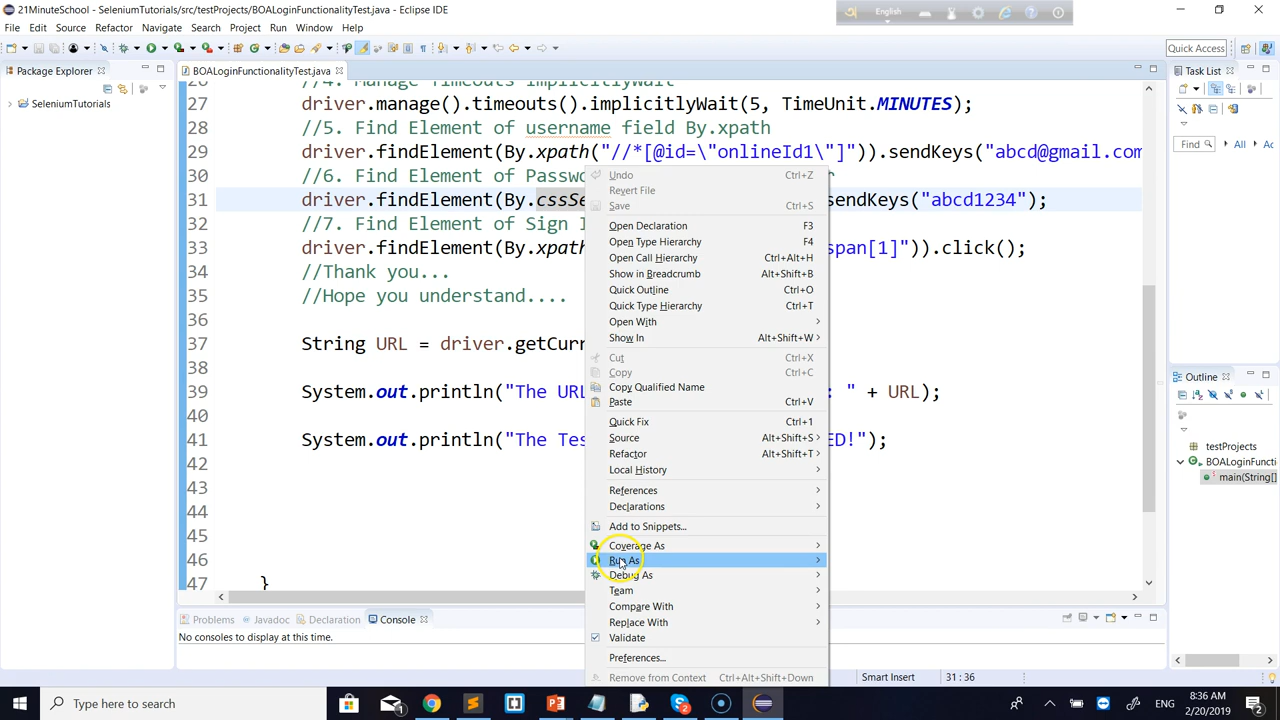 21MinuteSchool - SeleniumTutorials/src/testProjects/BOALoginFunctionalityTest.java - Eclipse IDE
English
File Edit Source Refactor Navigate Search Project Run Window Help
Quick Access
Package Explorer
BOALoginFunctionalityTest.java
Task List
SeleniumTutorials
Find
All
26 //4. Manage TimeOuts implicitlyWait
27 driver.manage().timeouts().implicitlyWait(5, TimeUnit.MINUTES);
28 //5. Find Element of username field By.xpath
29 driver.findElement(By.xpath("//*[@id=\"onlineId1\"]")).sendKeys("abcd@gmail.com
30 //6. Find Element of Passw
31 driver.findElement(By.cssSe sendKeys("abcd1234");
32 //7. Find Element of Sign I
33 driver.findElement(By.xpath span[1]")).click();
34 //Thank you...
35 //Hope you understand....
36
37 String URL = driver.getCurr
38
39 System.out.println("The URL : " + URL);
40
41 System.out.println("The Tes ED!");
42
43
44
45
46
47 }
Undo Ctrl+Z
Revert File
Save Ctrl+S
Open Declaration F3
Open Type Hierarchy F4
Open Call Hierarchy Ctrl+Alt+H
Show in Breadcrumb Alt+Shift+B
Quick Outline Ctrl+O
Quick Type Hierarchy Ctrl+T
Open With
Show In Alt+Shift+W
Cut Ctrl+X
Copy Ctrl+C
Copy Qualified Name
Paste Ctrl+V
Quick Fix Ctrl+1
Source Alt+Shift+S
Refactor Alt+Shift+T
Local History
References
Declarations
Add to Snippets...
Coverage As
Run As
Debug As
Team
Compare With
Replace With
Validate
Preferences...
Remove from Context Ctrl+Alt+Shift+Down
Outline
testProjects
BOALoginFuncti
main(String[]
Problems Javadoc Declaration Console
No consoles to display at this time.
Smart Insert 31 : 36
Type here to search
ENG
8:36 AM
2/20/2019